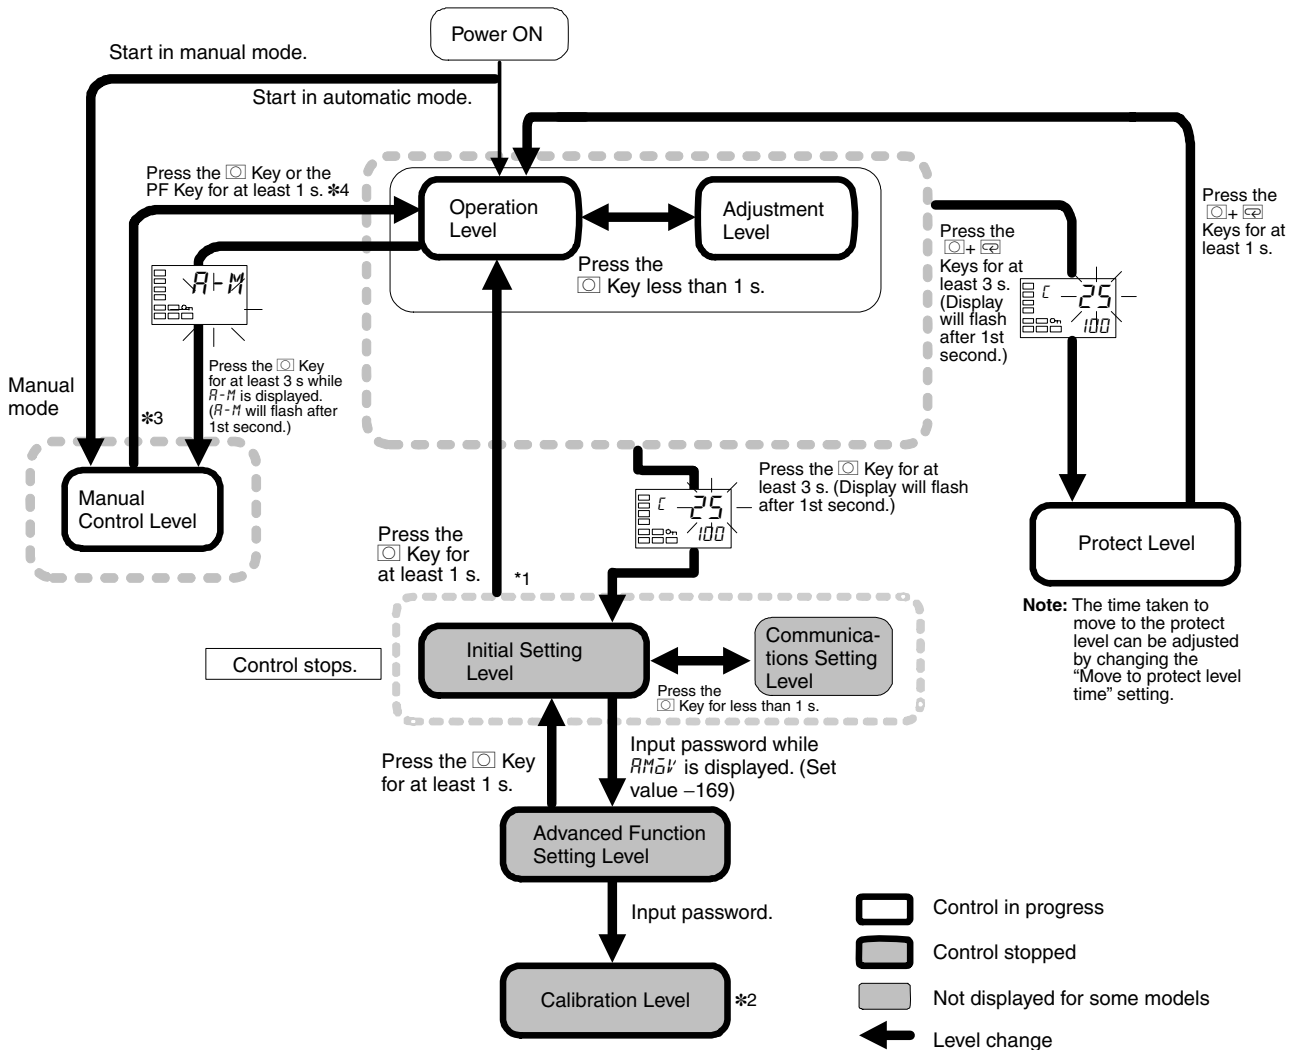 Power ON
Start in manual mode.
Start in automatic mode.
Press the Key or the
PF Key for at least 1 s. ✻4
Operation
Level
Adjustment
Level
Press the
Key less than 1 s.
Press the
+
Keys for at
least 3 s.
(Display
will flash
after 1st
second.)
Press the
+
Keys for at
least 1 s.
A-M
C 25
100
Press the Key
for at least 3 s while
A-M is displayed.
(A-M will flash after
1st second.)
Manual
mode
✻3
Manual
Control Level
Press the Key for at
least 3 s. (Display will flash
after 1st second.)
C 25
100
Press the
Key for
at least 1 s.
*1
Protect Level
Note: The time taken to
move to the protect
level can be adjusted
by changing the
“Move to protect level
time” setting.
Control stops.
Initial Setting
Level
Communica-
tions Setting
Level
Press the
Key for less than 1 s.
Press the Key
for at least 1 s.
Input password while
AMoV is displayed. (Set
value −169)
Advanced Function
Setting Level
Input password.
Calibration Level
✻2
Control in progress
Control stopped
Not displayed for some models
Level change